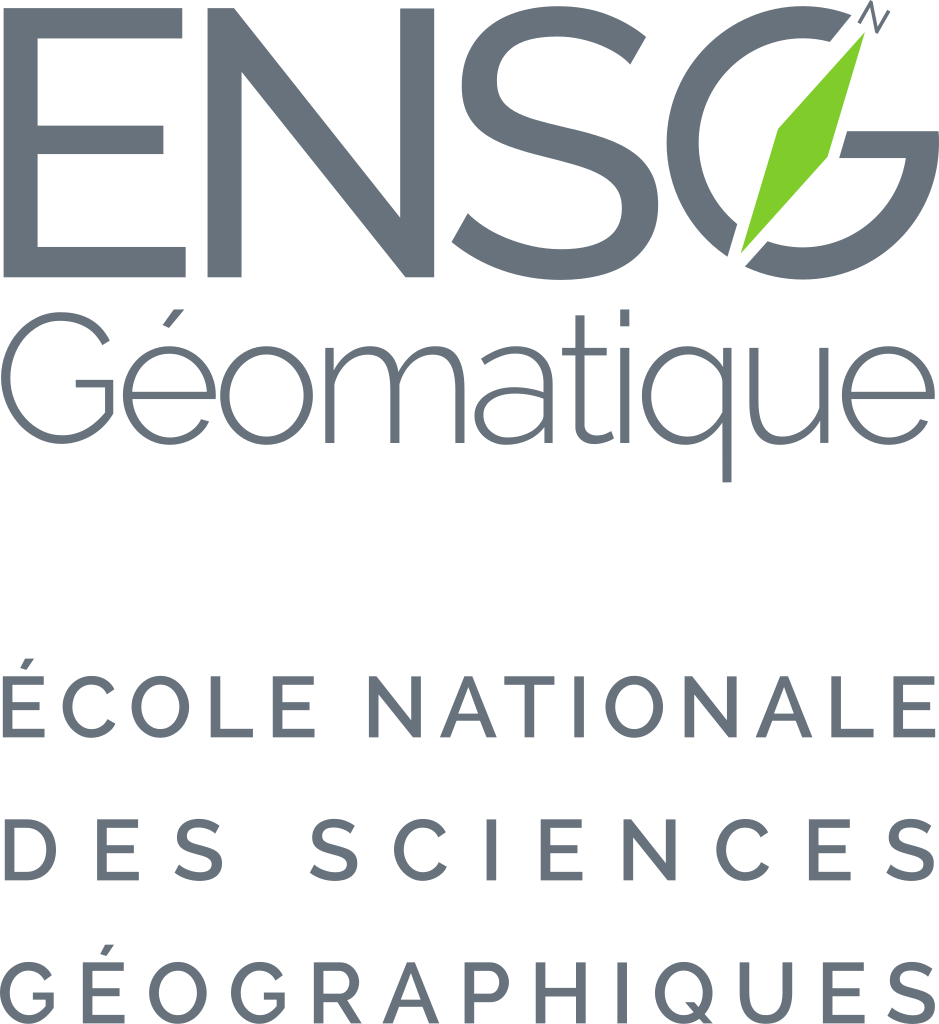 ENSG
N
Géomatique
ÉCOLE NATIONALE
DES SCIENCES
GÉOGRAPHIQUES